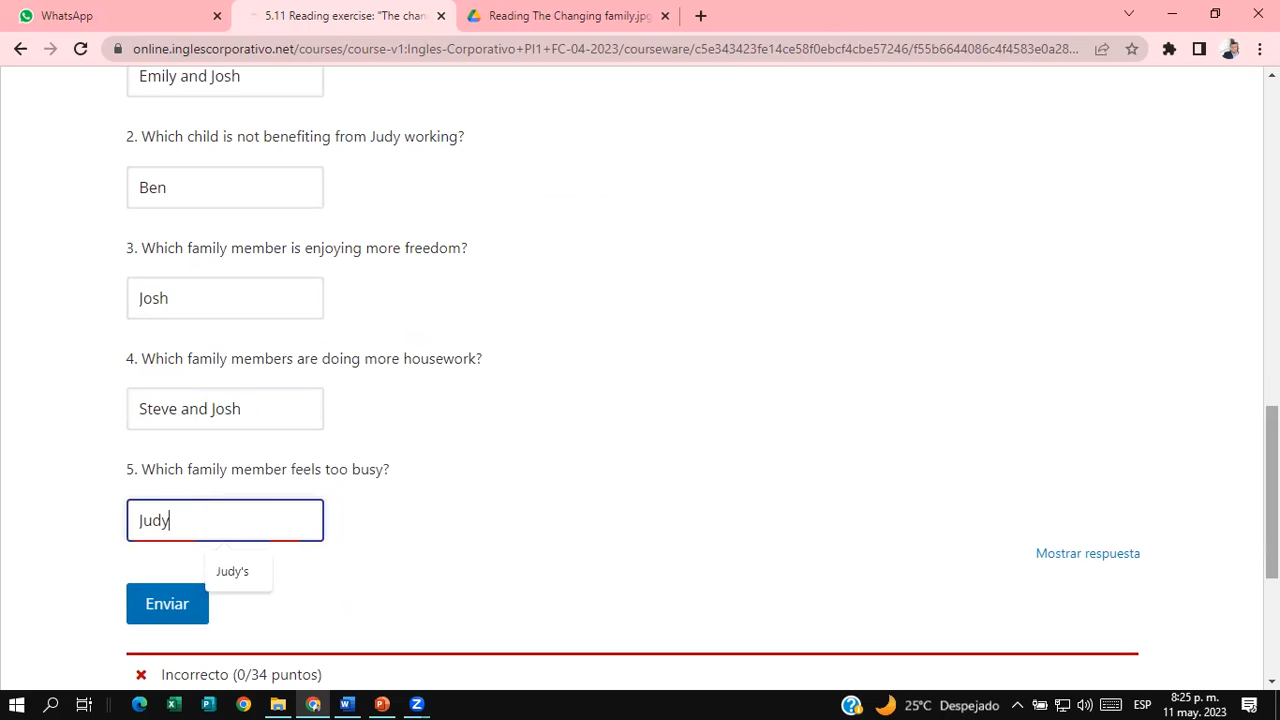 WhatsApp
5.11 Reading exercise: "The chan
Reading The Changing family.jpg
online.inglescorporativo.net/courses/course-v1:Ingles-Corporativo+PI1+FC-04-2023/courseware/c5e343423fe14ce58f0ebcf4cbe57246/f55b6644086c4f4583e0a28...
Emily and Josh
2. Which child is not benefiting from Judy working?
Ben
3. Which family member is enjoying more freedom?
Josh
4. Which family members are doing more housework?
Steve and Josh
5. Which family member feels too busy?
Judy
Mostrar respuesta
Judy's
Enviar
Incorrecto (0/34 puntos)
25°C Despejado
ESP
8:25 p. m.
11 may. 2023